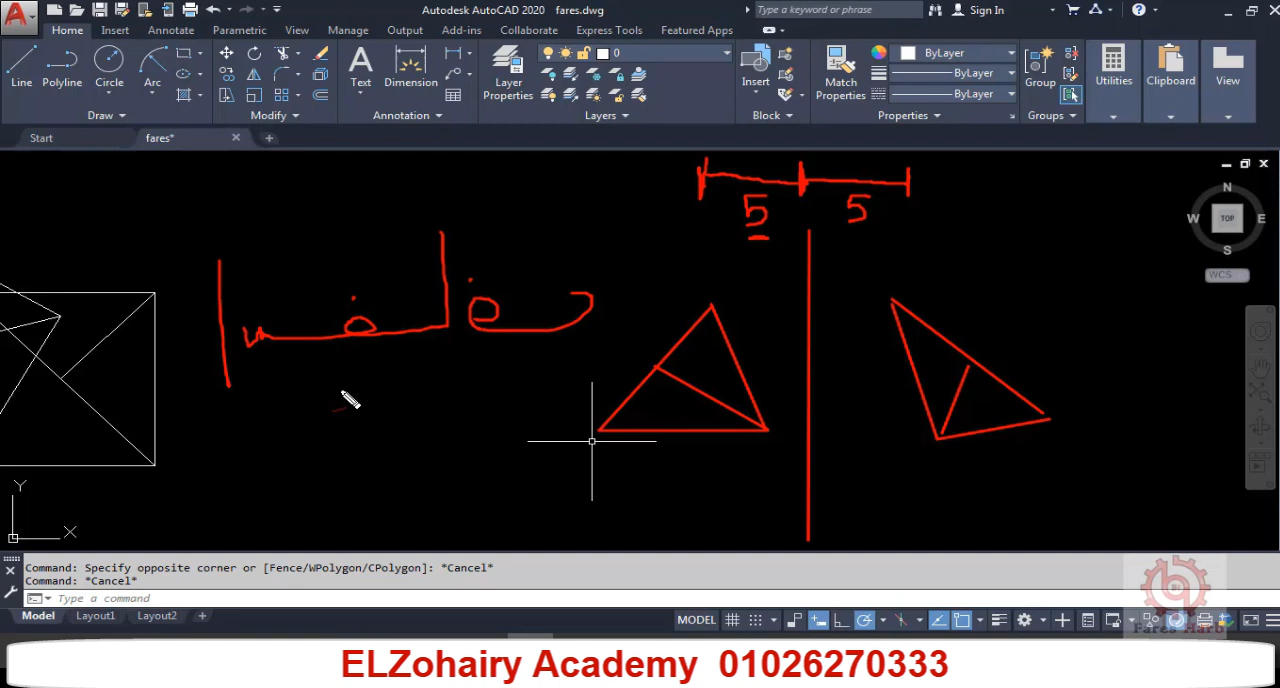 Autodesk AutoCAD 2020 fares.dwg Type a keyword or phrase Sign In
Home Insert Annotate Parametric View Manage Output Add-ins Collaborate Express Tools Featured Apps
Line Polyline Circle Arc Text Dimension Layer Properties 0 Insert Match Properties ByLayer ByLayer ByLayer Group Utilities Clipboard View
Draw Modify Annotation Layers Block Properties Groups
Start fares*
N
W TOP E
S
WCS
5 5
Y
X
Command: Specify opposite corner or [Fence/WPolygon/CPolygon]: *Cancel*
Command: *Cancel*
Type a command
Model Layout1 Layout2 + MODEL
Fares Harb
ELZohairy Academy 01026270333